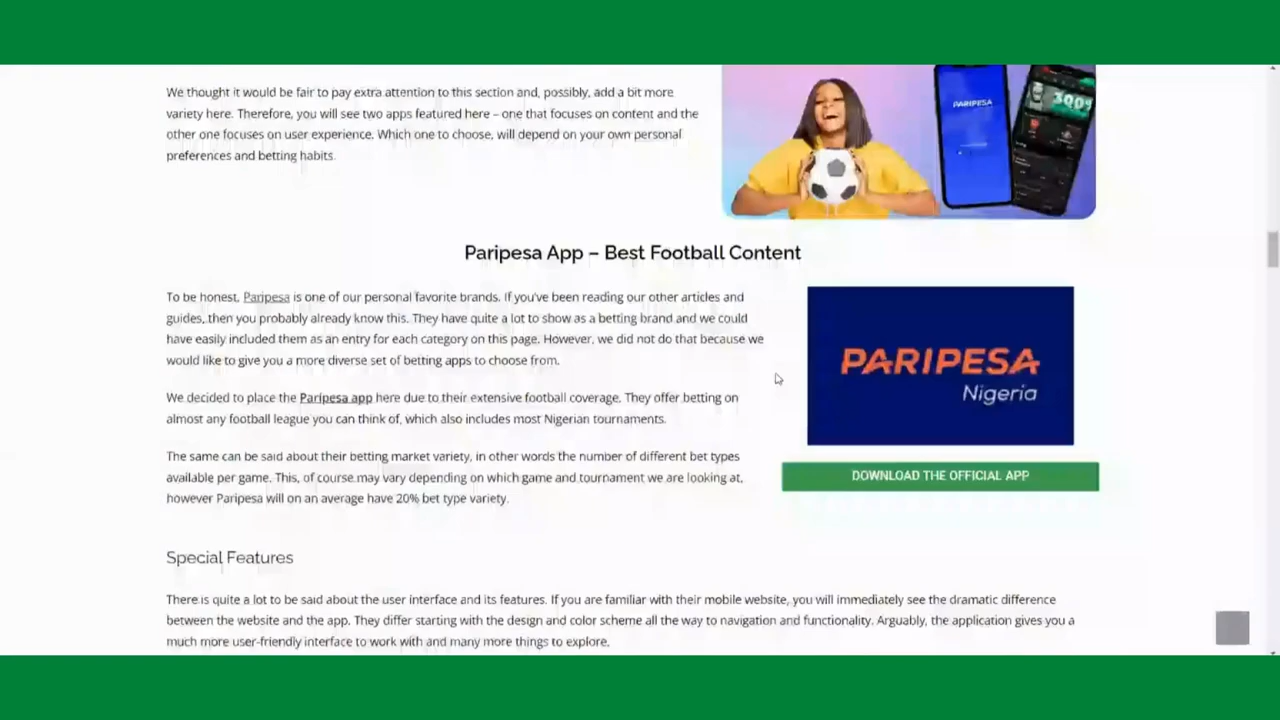 We thought it would be fair to pay extra attention to this section and, possibly, add a bit more
variety here. Therefore, you will see two apps featured here – one that focuses on content and the
other one focuses on user experience. Which one to choose, will depend on your own personal
preferences and betting habits.
PARIPESA
300%
Paripesa App – Best Football Content
To be honest, Paripesa is one of our personal favorite brands. If you've been reading our other articles and
guides, then you probably already know this. They have quite a lot to show as a betting brand and we could
have easily included them as an entry for each category on this page. However, we did not do that because we
would like to give you a more diverse set of betting apps to choose from.
We decided to place the Paripesa app here due to their extensive football coverage. They offer betting on
almost any football league you can think of, which also includes most Nigerian tournaments.
The same can be said about their betting market variety, in other words the number of different bet types
available per game. This, of course may vary depending on which game and tournament we are looking at,
however Paripesa will on an average have 20% bet type variety.
PARIPESA
Nigeria
DOWNLOAD THE OFFICIAL APP
Special Features
There is quite a lot to be said about the user interface and its features. If you are familiar with their mobile website, you will immediately see the dramatic difference
between the website and the app. They differ starting with the design and color scheme all the way to navigation and functionality. Arguably, the application gives you a
much more user-friendly interface to work with and many more things to explore.